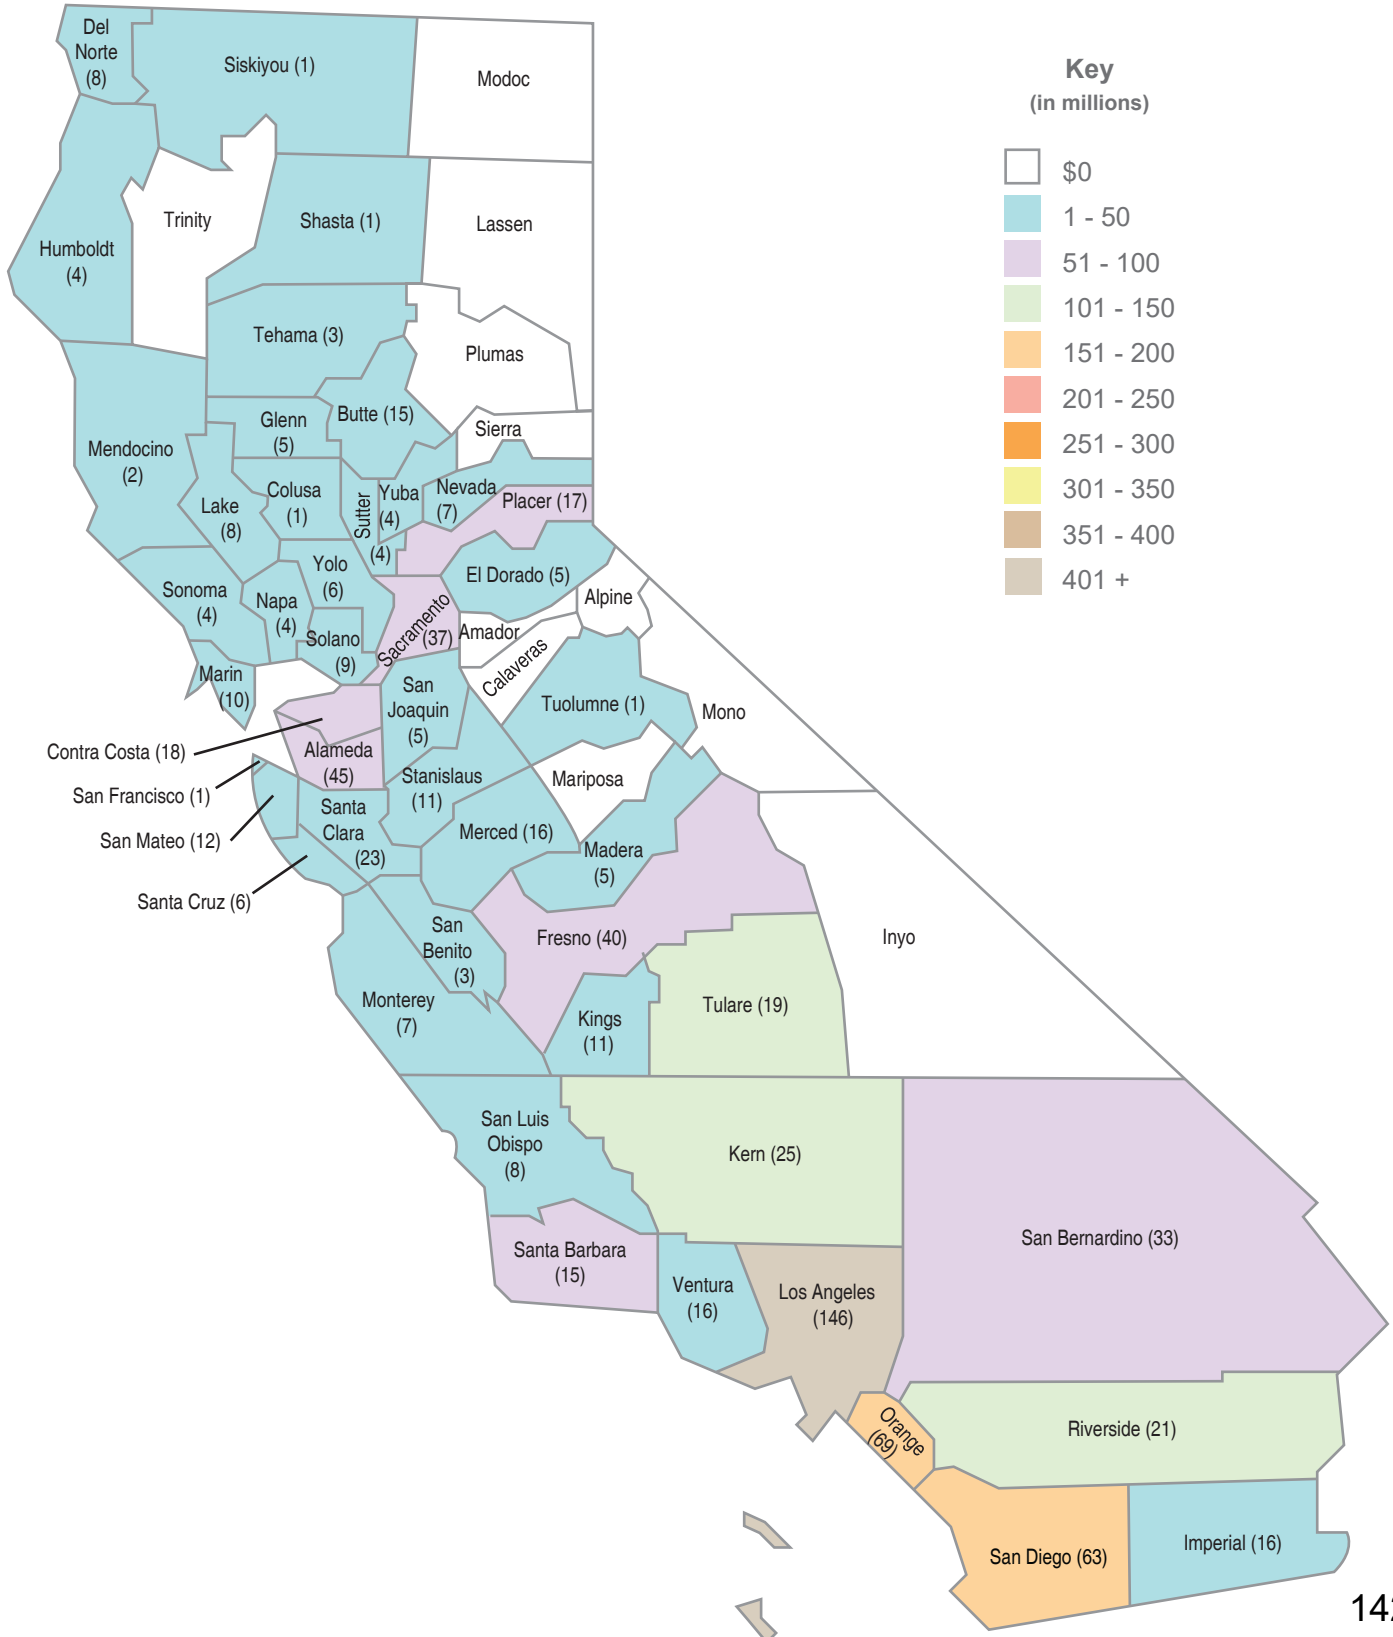 Del
Norte
(8)
Siskiyou (1)
Modoc
Key
(in millions)
$0
1 - 50
51 - 100
101 - 150
151 - 200
201 - 250
251 - 300
301 - 350
351 - 400
401 +
Trinity
Shasta (1)
Lassen
Humboldt
(4)
Tehama (3)
Plumas
Butte (15)
Glenn
(5)
Sierra
Mendocino
(2)
Lake
(8)
Colusa
(1)
Sutter
(4)
Yuba
(4)
Nevada
(7)
Placer (17)
Yolo
(6)
El Dorado (5)
Sonoma
(4)
Napa
(4)
Solano
(9)
Sacramento
(37)
Amador
Alpine
Calaveras
Marin
(10)
San
Joaquin
(5)
Tuolumne (1)
Mono
Contra Costa (18)
Alameda
(45)
Stanislaus
(11)
Mariposa
San Francisco (1)
San Mateo (12)
Santa
Clara
(23)
Merced (16)
Madera
(5)
Santa Cruz (6)
San
Benito
(3)
Fresno (40)
Inyo
Monterey
(7)
Kings
(11)
Tulare (19)
San Luis
Obispo
(8)
Kern (25)
San Bernardino (33)
Santa Barbara
(15)
Ventura
(16)
Los Angeles
(146)
Orange
(69)
Riverside (21)
San Diego (63)
Imperial (16)